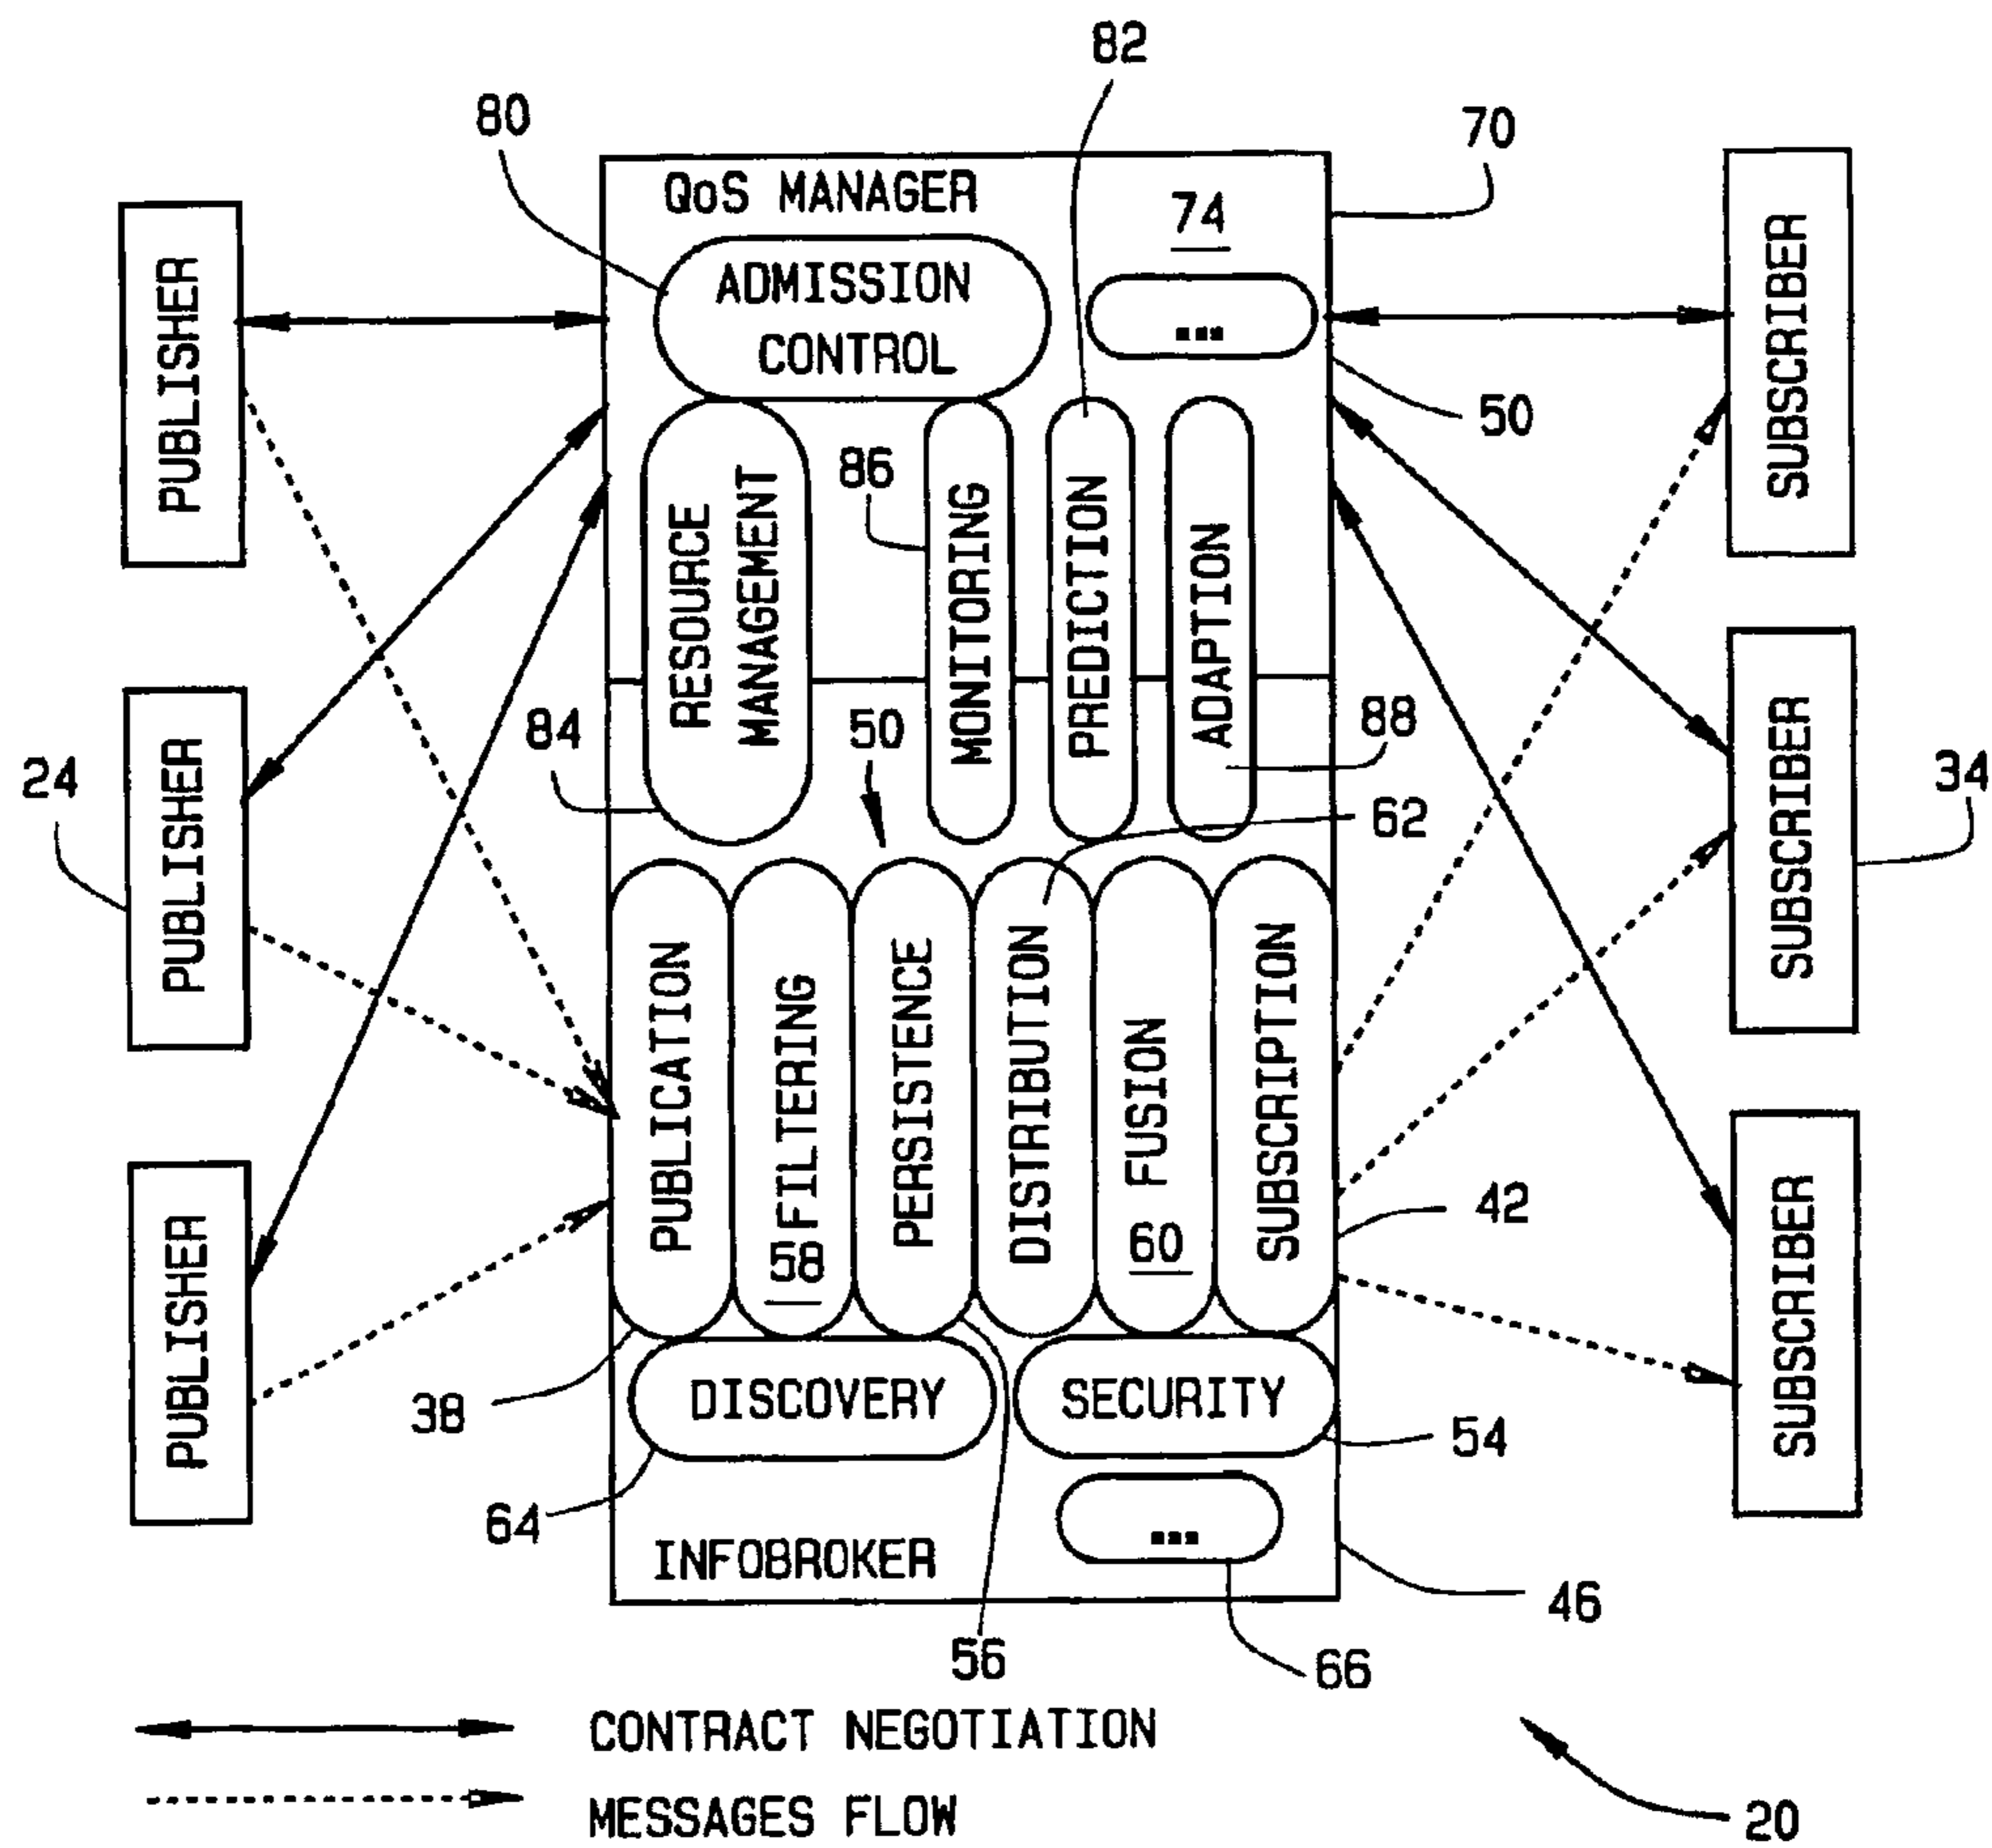 82
80
70
QoS MANAGER
74
ADMISSION
CONTROL
...
50
PUBLISHER
SUBSCRIBER
RESOURCE
MANAGEMENT
86
MONITORING
PREDICTION
ADAPTION
84
50
88
62
24
PUBLISHER
SUBSCRIBER
34
PUBLICATION
FILTERING
58
PERSISTENCE
DISTRIBUTION
FUSION
60
SUBSCRIPTION
42
PUBLISHER
SUBSCRIBER
38
DISCOVERY
SECURITY
54
64
...
INFOBROKER
46
56
66
CONTRACT NEGOTIATION
MESSAGES FLOW
20